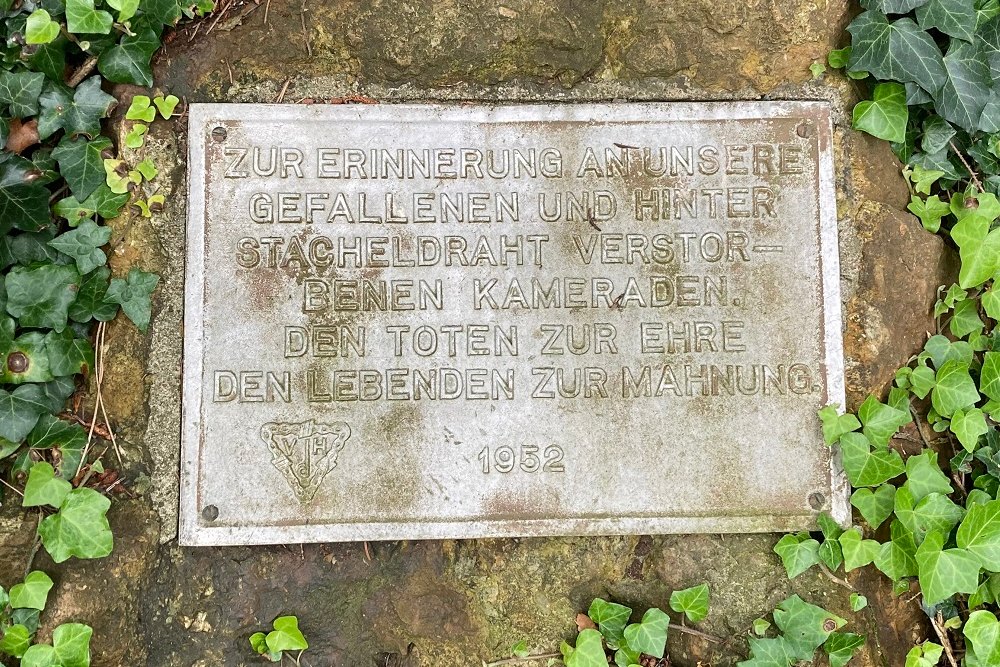 ZUR ERINNERUNG AN UNSERE
GEFALLENEN UND HINTER
STACHELDRAHT VERSTOR–
BENEN KAMERADEN.
DEN TOTEN ZUR EHRE
DEN LEBENDEN ZUR MAHNUNG.
VdH
1952